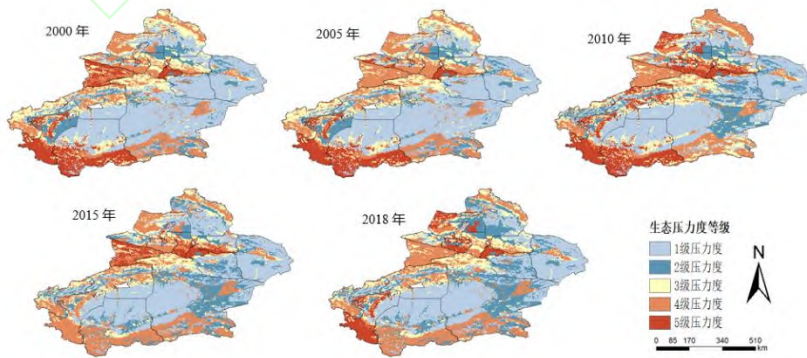 2000 年
2005 年
2010 年
2015 年
2018 年
生态压力度等级
1级压力度
2级压力度
3级压力度
4级压力度
5级压力度
N
0 85 170 340 510
km